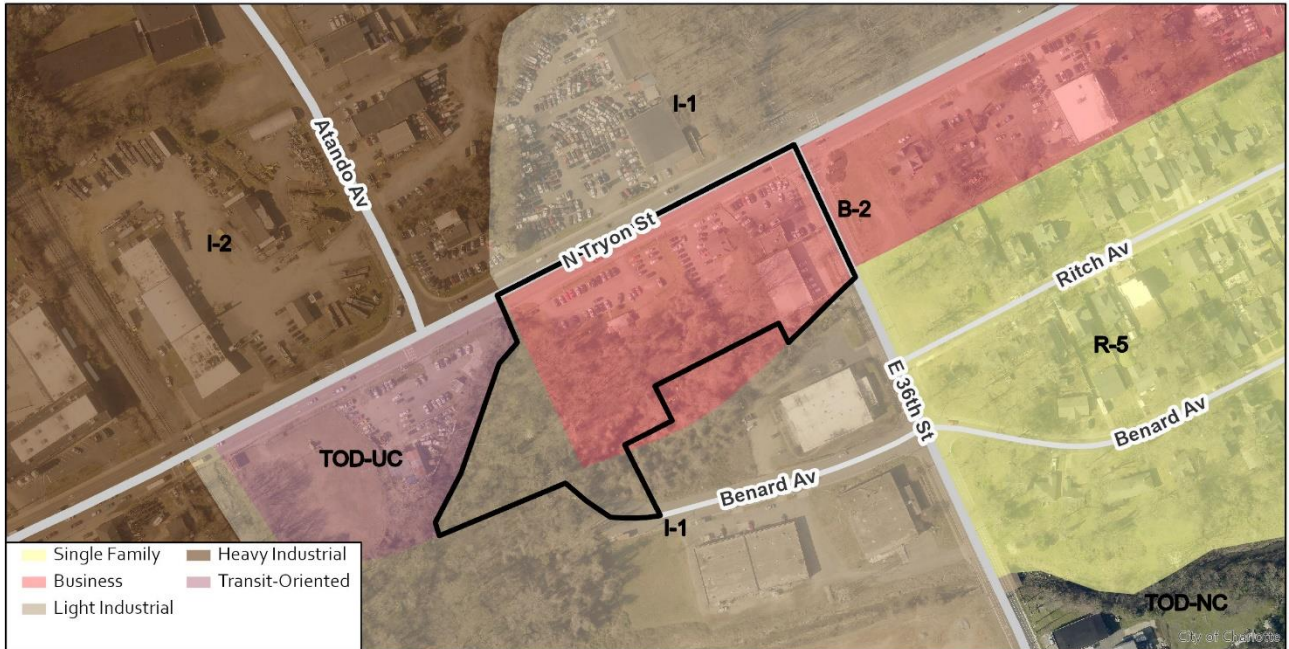 I-1
Atando Av
N Tryon St
B-2
I-2
Ritch Av
R-5
E 36th St
Benard Av
TOD-UC
Benard Av
I-1
TOD-NC
Single Family
Business
Light Industrial
Heavy Industrial
Transit-Oriented
City of Charlotte